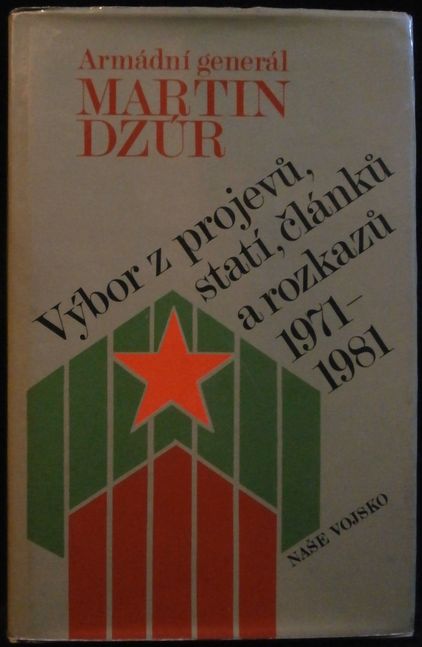 Armádní generál
MARTIN
DZÚR
Výbor z projevů,
statí, článků
a rozkazů
1971–
1981
NAŠE VOJSKO